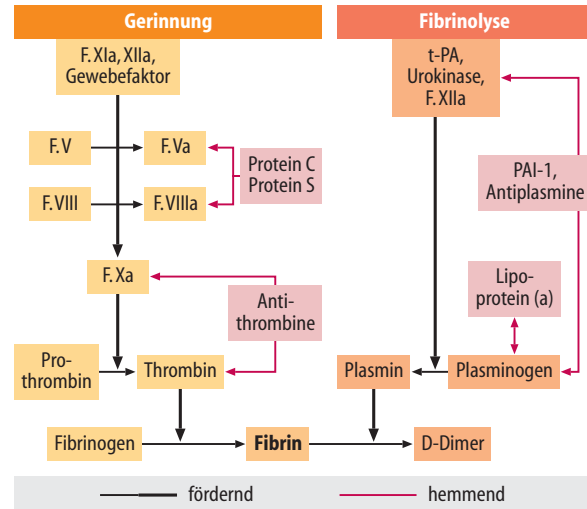 Gerinnung
Fibrinolyse
F. XIa, XIIa,
Gewebefaktor
t-PA,
Urokinase,
F. XIIa
F. V
F. Va
Protein C
Protein S
PAI-1,
Antiplasmine
F. VIII
F. VIIIa
F. Xa
Anti-
thrombine
Lipo-
protein (a)
Pro-
thrombin
Thrombin
Plasmin
Plasminogen
Fibrinogen
Fibrin
D-Dimer
fördernd
hemmend